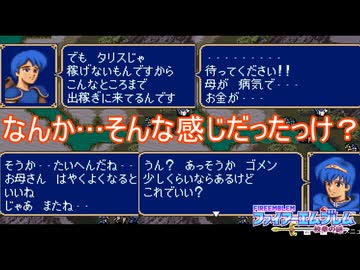 でも タリスじゃ
稼げないもんですから
こんなところまで
出稼ぎに来てるんです
‥‥‥‥‥‥‥‥‥
待ってください!!
母が 病気で‥‥
お金が‥‥
なんか…そんな感じだったっけ？
そうか‥‥たいへんだね‥‥
お母さん はやくよくなると
いいね
じゃあ またね‥‥
うん？ あっそうか ゴメン
少しくらいならあるけど
これでいい？
FIREEMBLEM
ファイアーエムブレム
紋章の謎